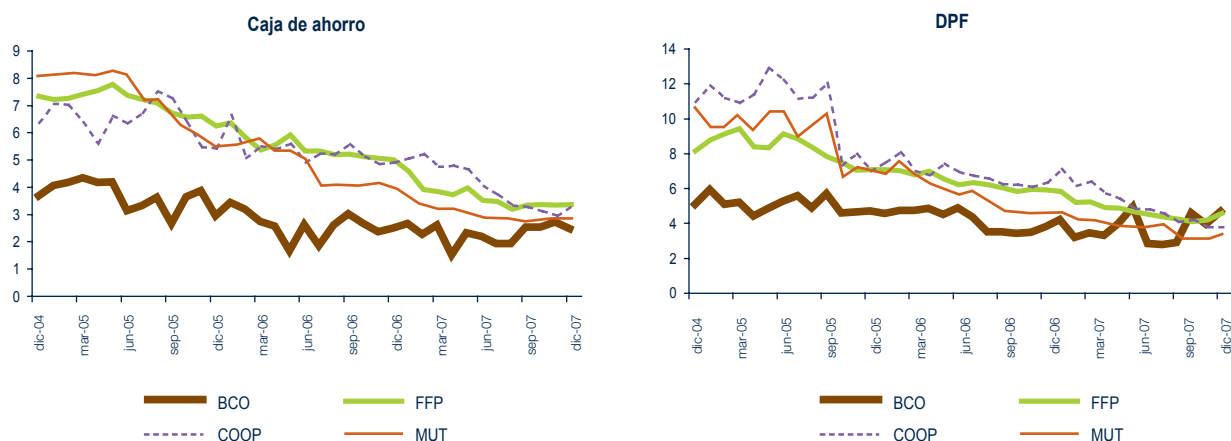 Caja de ahorro
9
8
7
6
5
4
3
2
1
0
dic-04
mar-05
jun-05
sep-05
dic-05
mar-06
jun-06
sep-06
dic-06
mar-07
jun-07
sep-07
dic-07
BCO
FFP
COOP
MUT
DPF
14
12
10
8
6
4
2
0
dic-04
mar-05
jun-05
sep-05
dic-05
mar-06
jun-06
sep-06
dic-06
mar-07
jun-07
sep-07
dic-07
BCO
FFP
COOP
MUT